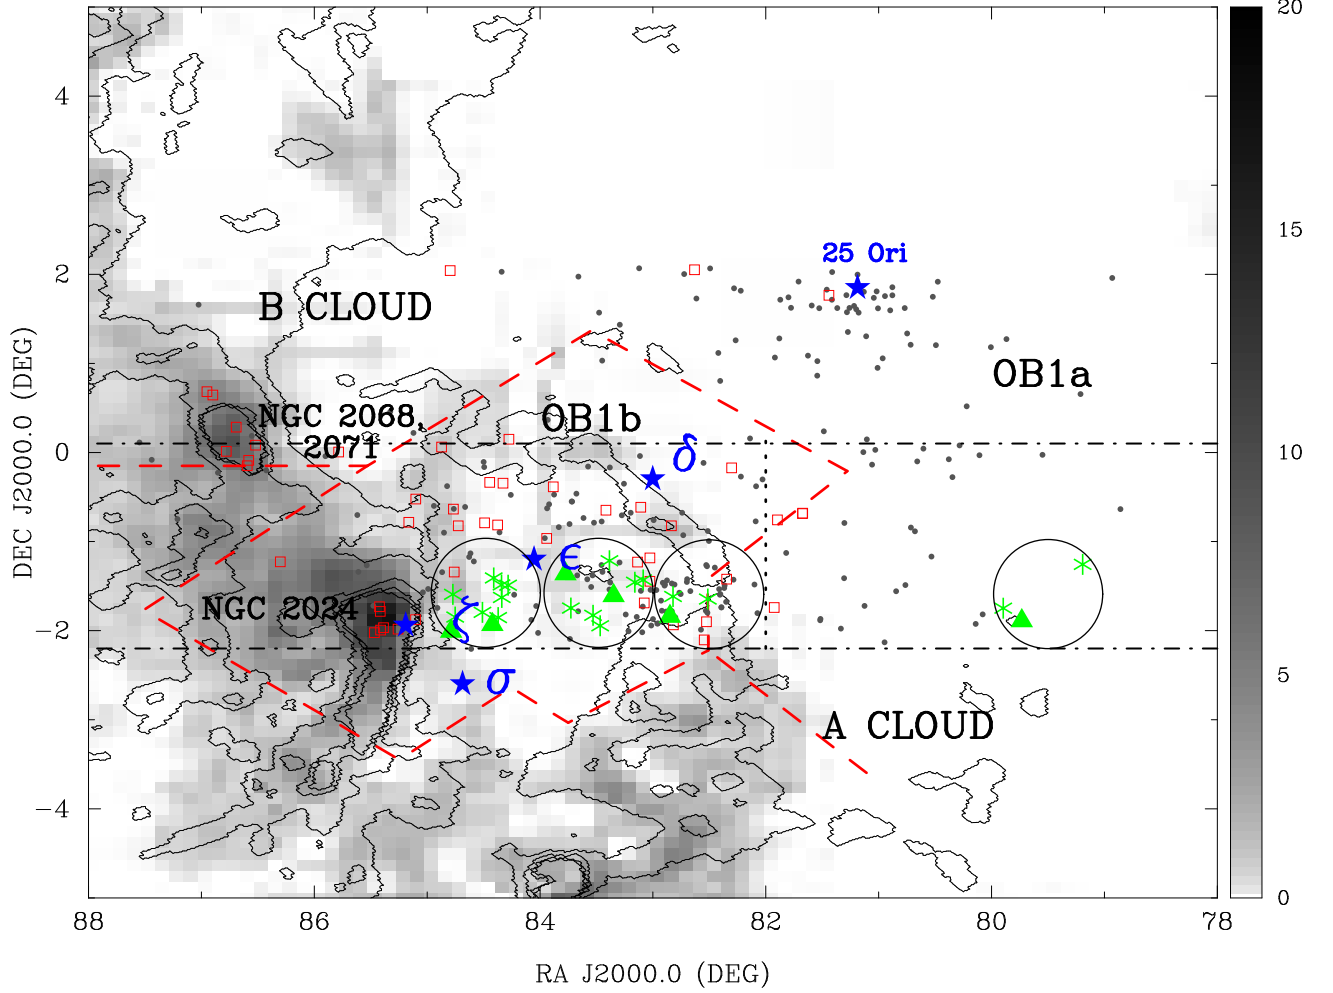 20
4
25 Ori
15
2
B CLOUD
OB1a
NGC 2068,
2071
OB1b
δ
0
10
DEC J2000.0 (DEG)
ϵ
NGC 2024
ζ
−2
σ
5
A CLOUD
−4
0
88
86
84
82
80
78
RA J2000.0 (DEG)